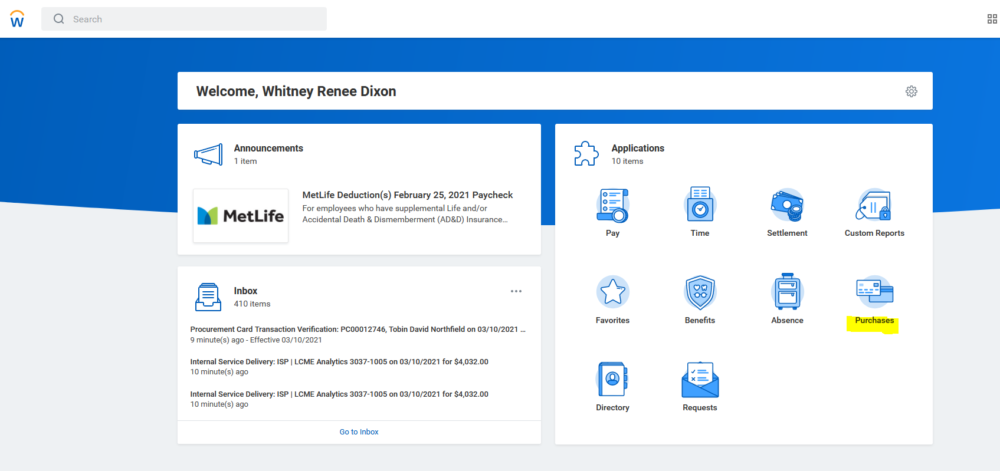 Search
Welcome, Whitney Renee Dixon
Announcements
1 item
MetLife
MetLife Deduction(s) February 25, 2021 Paycheck
For employees who have supplemental Life and/or
Accidental Death & Dismemberment (AD&D) Insurance...
Inbox
410 items
Procurement Card Transaction Verification: PC00012746, Tobin David Northfield on 03/10/2021 ...
9 minute(s) ago - Effective 03/10/2021
Internal Service Delivery: ISP | LCME Analytics 3037-1005 on 03/10/2021 for $4,032.00
10 minute(s) ago
Internal Service Delivery: ISP | LCME Analytics 3037-1005 on 03/10/2021 for $4,032.00
10 minute(s) ago
Go to Inbox
Applications
10 items
Pay
Time
Settlement
Custom Reports
Favorites
Benefits
Absence
Purchases
Directory
Requests